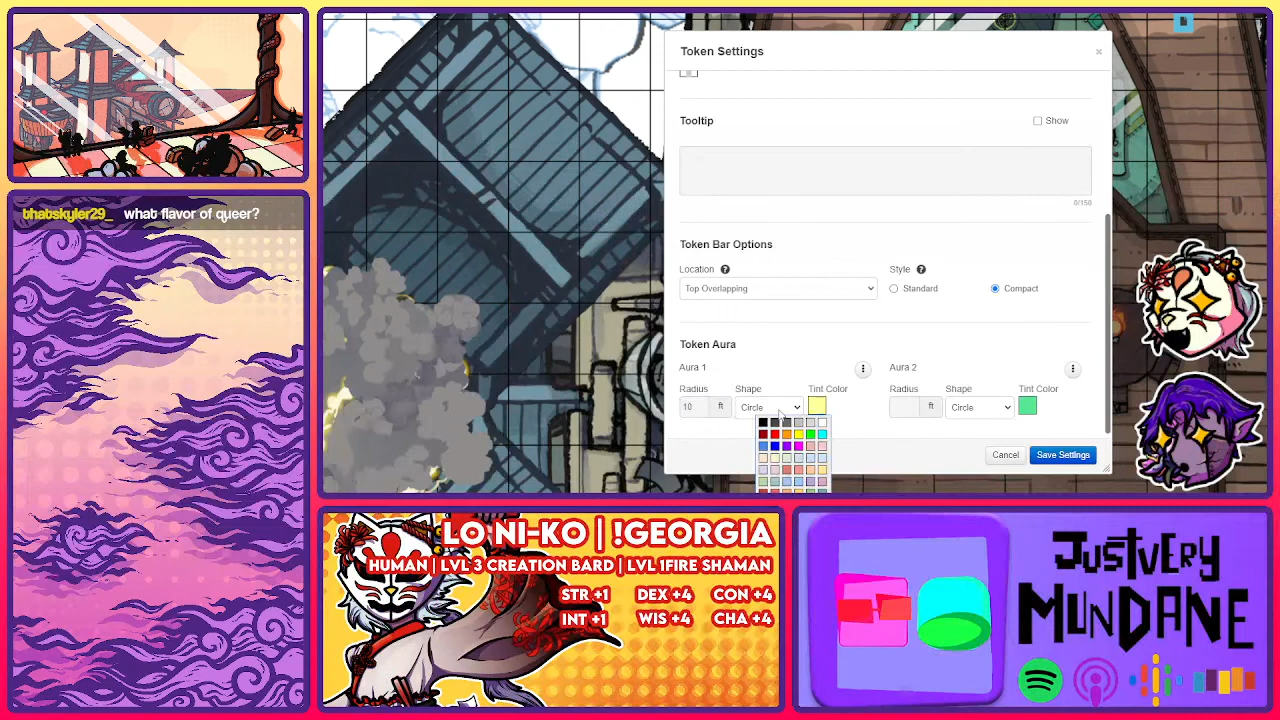 thatskyler29_ what flavor of queer?
Token Settings
×
Tooltip
Show
0/150
Token Bar Options
Location ?
Style ?
Top Overlapping
Standard
Compact
Token Aura
Aura 1
Aura 2
Radius
Shape
Tint Color
Radius
Shape
Tint Color
10 ft
Circle
ft
Circle
Cancel
Save Settings
LO NI-KO | !GEORGIA
HUMAN | LVL 3 CREATION BARD | LVL 1FIRE SHAMAN
STR +1 DEX +4 CON +4
INT +1 WIS +4 CHA +4
JUSTVERY
MUNDANE